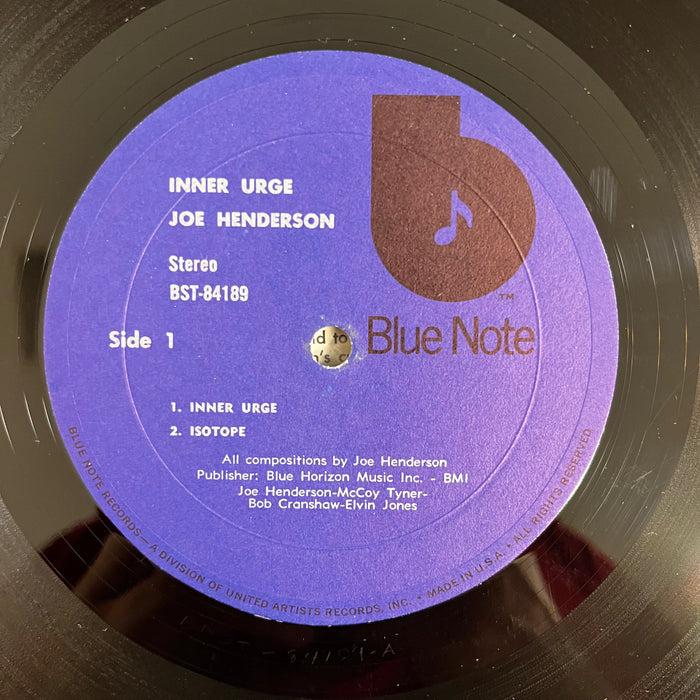 INNER URGE
JOE HENDERSON
Stereo
BST-84189
TM
Blue Note
Side 1
d to
's c
1. INNER URGE
2. ISOTOPE
All compositions by Joe Henderson
Publisher: Blue Horizon Music Inc. - BMI
Joe Henderson-McCoy Tyner-
Bob Cranshaw-Elvin Jones
BLUE NOTE RECORDS—A DIVISION OF UNITED ARTISTS RECORDS, INC. • MADE IN U.S.A. • ALL RIGHTS RESERVED